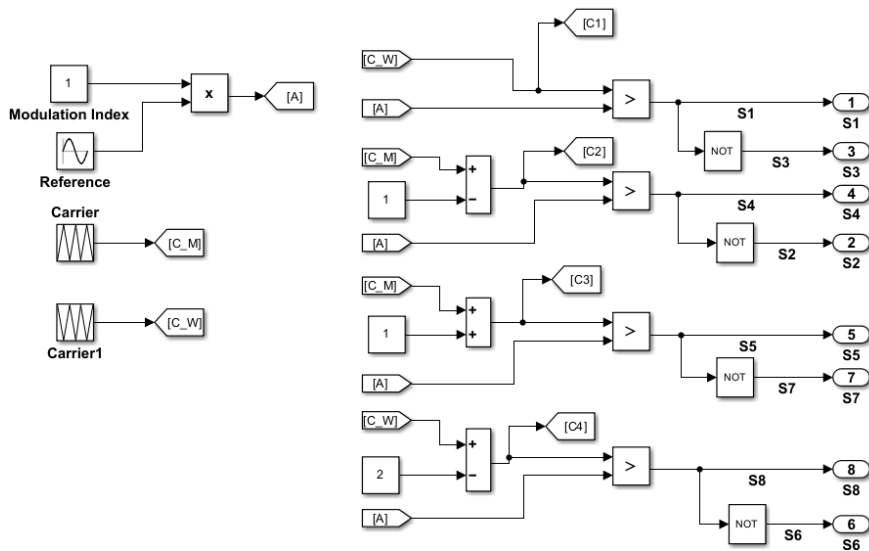 1
Modulation Index
x
[A]
Reference
Carrier
[C_M]
[C_W]
Carrier1
[C1]
[C_W]
[A]
>
S1
1
S1
NOT
S3
3
S3
[C_M]
1
+
−
[C2]
[A]
>
S4
4
S4
NOT
S2
2
S2
[C_M]
1
+
+
[C3]
[A]
>
S5
5
S5
NOT
S7
7
S7
[C_W]
2
+
−
[C4]
[A]
>
S8
8
S8
NOT
S6
6
S6